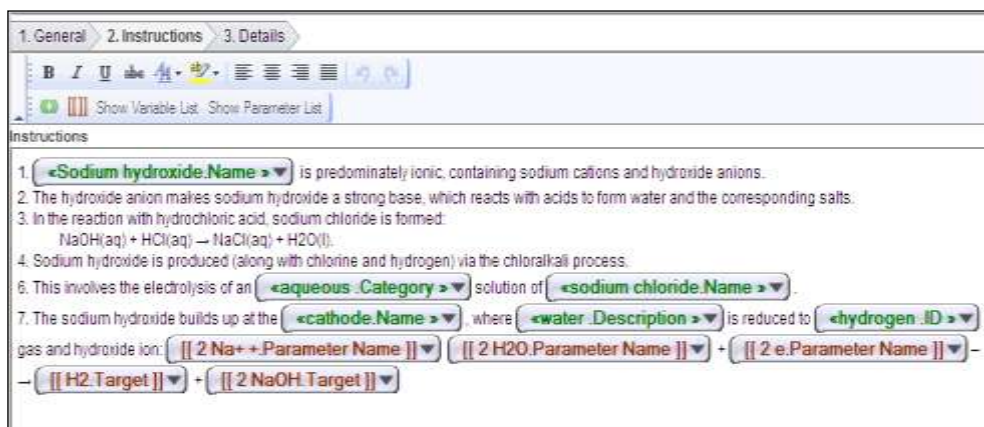 1. General 2. Instructions 3. Details
B I U abc A ab
Show Variable List Show Parameter List
Instructions
1. «Sodium hydroxide.Name » is predominately ionic, containing sodium cations and hydroxide anions.
2. The hydroxide anion makes sodium hydroxide a strong base, which reacts with acids to form water and the corresponding salts.
3. In the reaction with hydrochloric acid, sodium chloride is formed:
NaOH(aq) + HCl(aq) → NaCl(aq) + H2O(l).
4. Sodium hydroxide is produced (along with chlorine and hydrogen) via the chloralkali process.
6. This involves the electrolysis of an «aqueous .Category » solution of «sodium chloride.Name » .
7. The sodium hydroxide builds up at the «cathode.Name » , where «water .Description » is reduced to «hydrogen .ID »
gas and hydroxide ion: [[ 2 Na+ +.Parameter Name ]] [[ 2 H2O.Parameter Name ]] + [[ 2 e.Parameter Name ]] –
→ [[ H2.Target ]] + [[ 2 NaOH.Target ]]